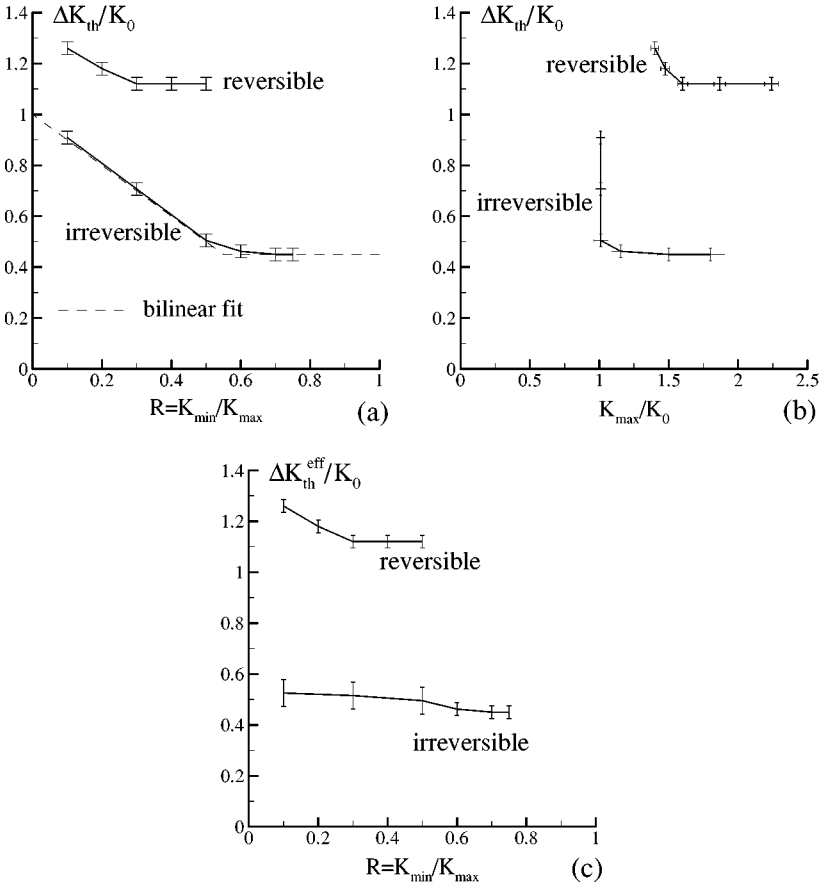 ΔK_th/K_0
1.4
1.2
1
0.8
0.6
0.4
0.2
0
reversible
irreversible
bilinear fit
0 0.2 0.4 0.6 0.8 1
R=K_min/K_max
(a)
ΔK_th/K_0
1.4
1.2
1
0.8
0.6
0.4
0.2
0
reversible
irreversible
0 0.5 1 1.5 2 2.5
K_max/K_0
(b)
ΔK_th^eff/K_0
1.4
1.2
1
0.8
0.6
0.4
0.2
0
reversible
irreversible
0 0.2 0.4 0.6 0.8 1
R=K_min/K_max
(c)